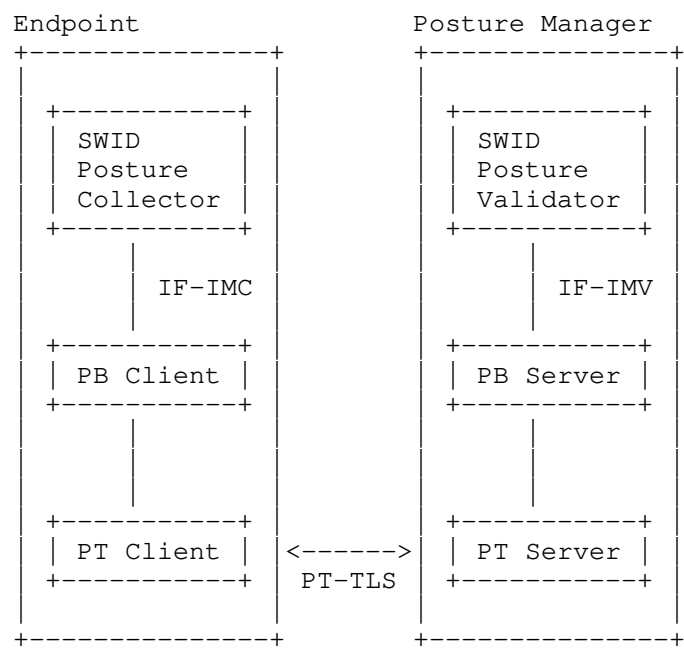 Endpoint Posture Manager
SWID SWID
Posture Posture
Collector Validator
IF-IMC IF-IMV
PB Client PB Server
PT Client <------> PT Server
PT-TLS